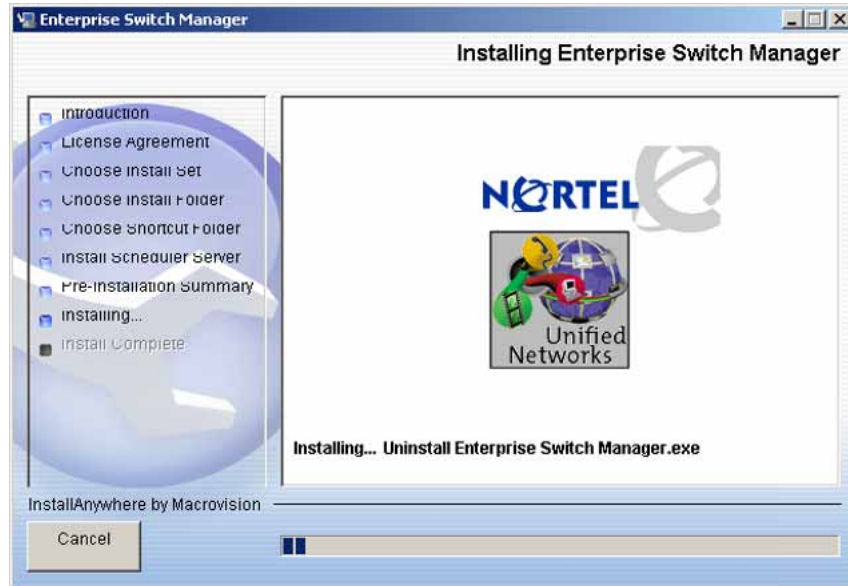 Enterprise Switch Manager
Installing Enterprise Switch Manager
Introduction
License Agreement
Choose Install Set
Choose Install Folder
Choose Shortcut Folder
Install Scheduler Server
Pre-Installation Summary
Installing...
Install Complete
NORTEL
Unified
Networks
Installing... Uninstall Enterprise Switch Manager.exe
InstallAnywhere by Macrovision
Cancel